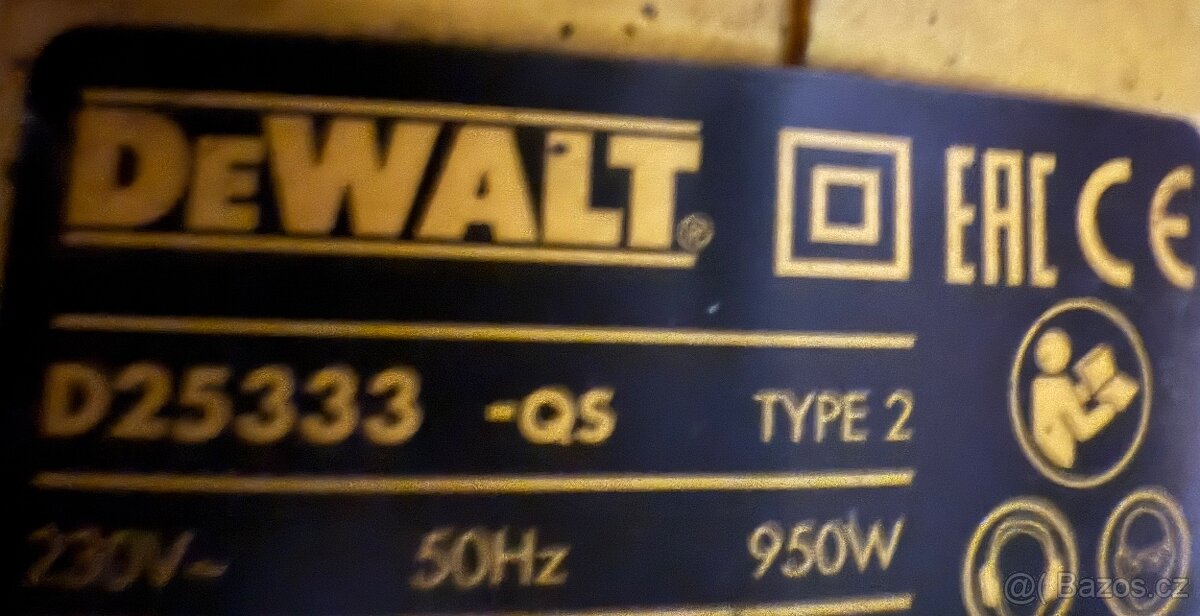 DEWALT® EAC CE
D25333 -QS TYPE 2
230V~ 50Hz 950W
@( Bazos.cz